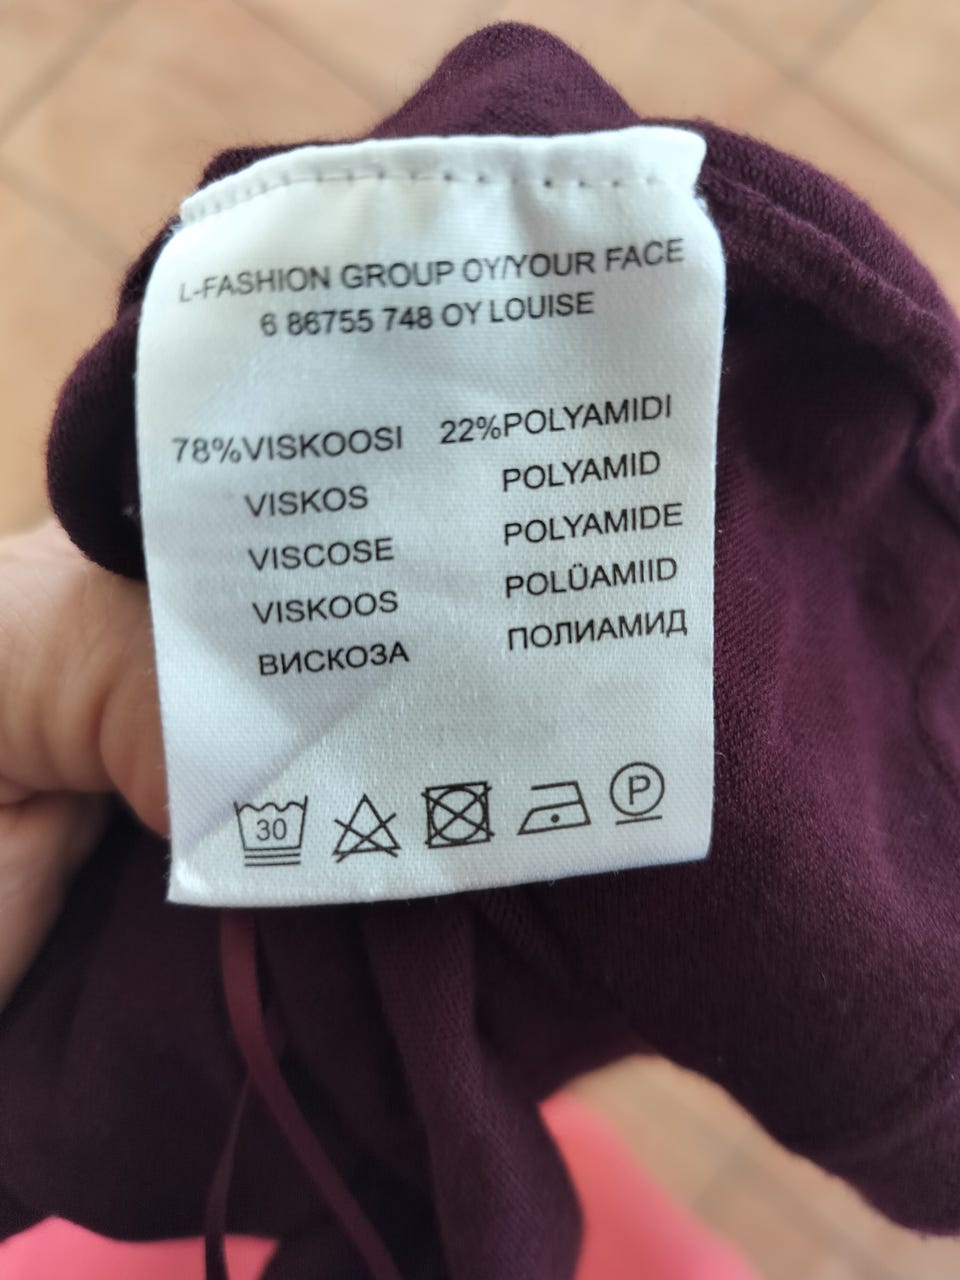 L-FASHION GROUP OY/YOUR FACE
6 86755 748 OY LOUISE
78%VISKOOSI 22%POLYAMIDI
VISKOS POLYAMID
VISCOSE POLYAMIDE
VISKOOS POLÜAMIID
ВИСКОЗА ПОЛИАМИД
30 P